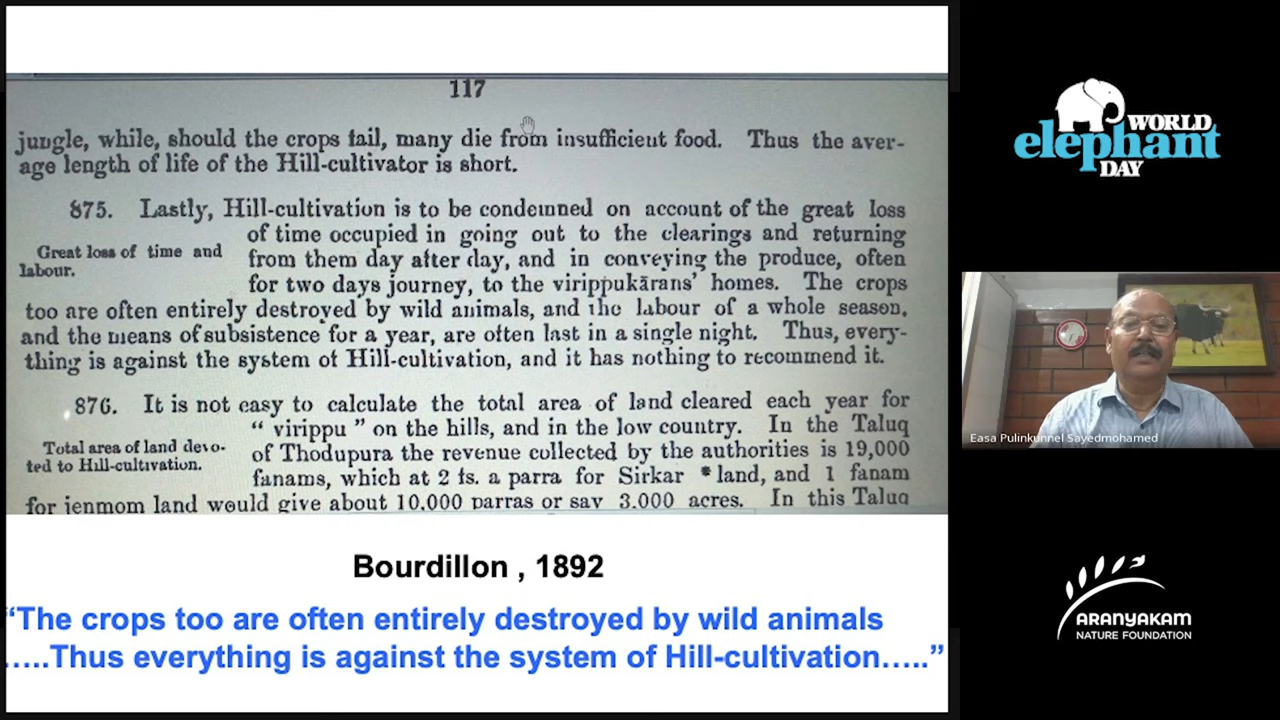 117
jungle, while, should the crops fail, many die from insufficient food. Thus the aver-
age length of life of the Hill-cultivator is short.
875. Lastly, Hill-cultivation is to be condemned on account of the great loss
of time occupied in going out to the clearings and returning
Great loss of time and
labour.
from them day after day, and in conveying the produce, often
for two days journey, to the virippukārans' homes. The crops
too are often entirely destroyed by wild animals, and the labour of a whole season,
and the means of subsistence for a year, are often last in a single night. Thus, every-
thing is against the system of Hill-cultivation, and it has nothing to recommend it.
876. It is not easy to calculate the total area of land cleared each year for
" virippu " on the hills, and in the low country. In the Taluq
Total area of land devo-
ted to Hill-cultivation.
of Thodupura the revenue collected by the authorities is 19,000
fanams, which at 2 fs. a parra for Sirkar * land, and 1 fanam
for jenmom land would give about 10,000 parras or say 3,000 acres. In this Taluq
Bourdillon , 1892
“The crops too are often entirely destroyed by wild animals
…..Thus everything is against the system of Hill-cultivation…..”
WORLD
elephant
DAY
Easa Pulinkunnel Sayedmohamed
ARANYAKAM
NATURE FOUNDATION